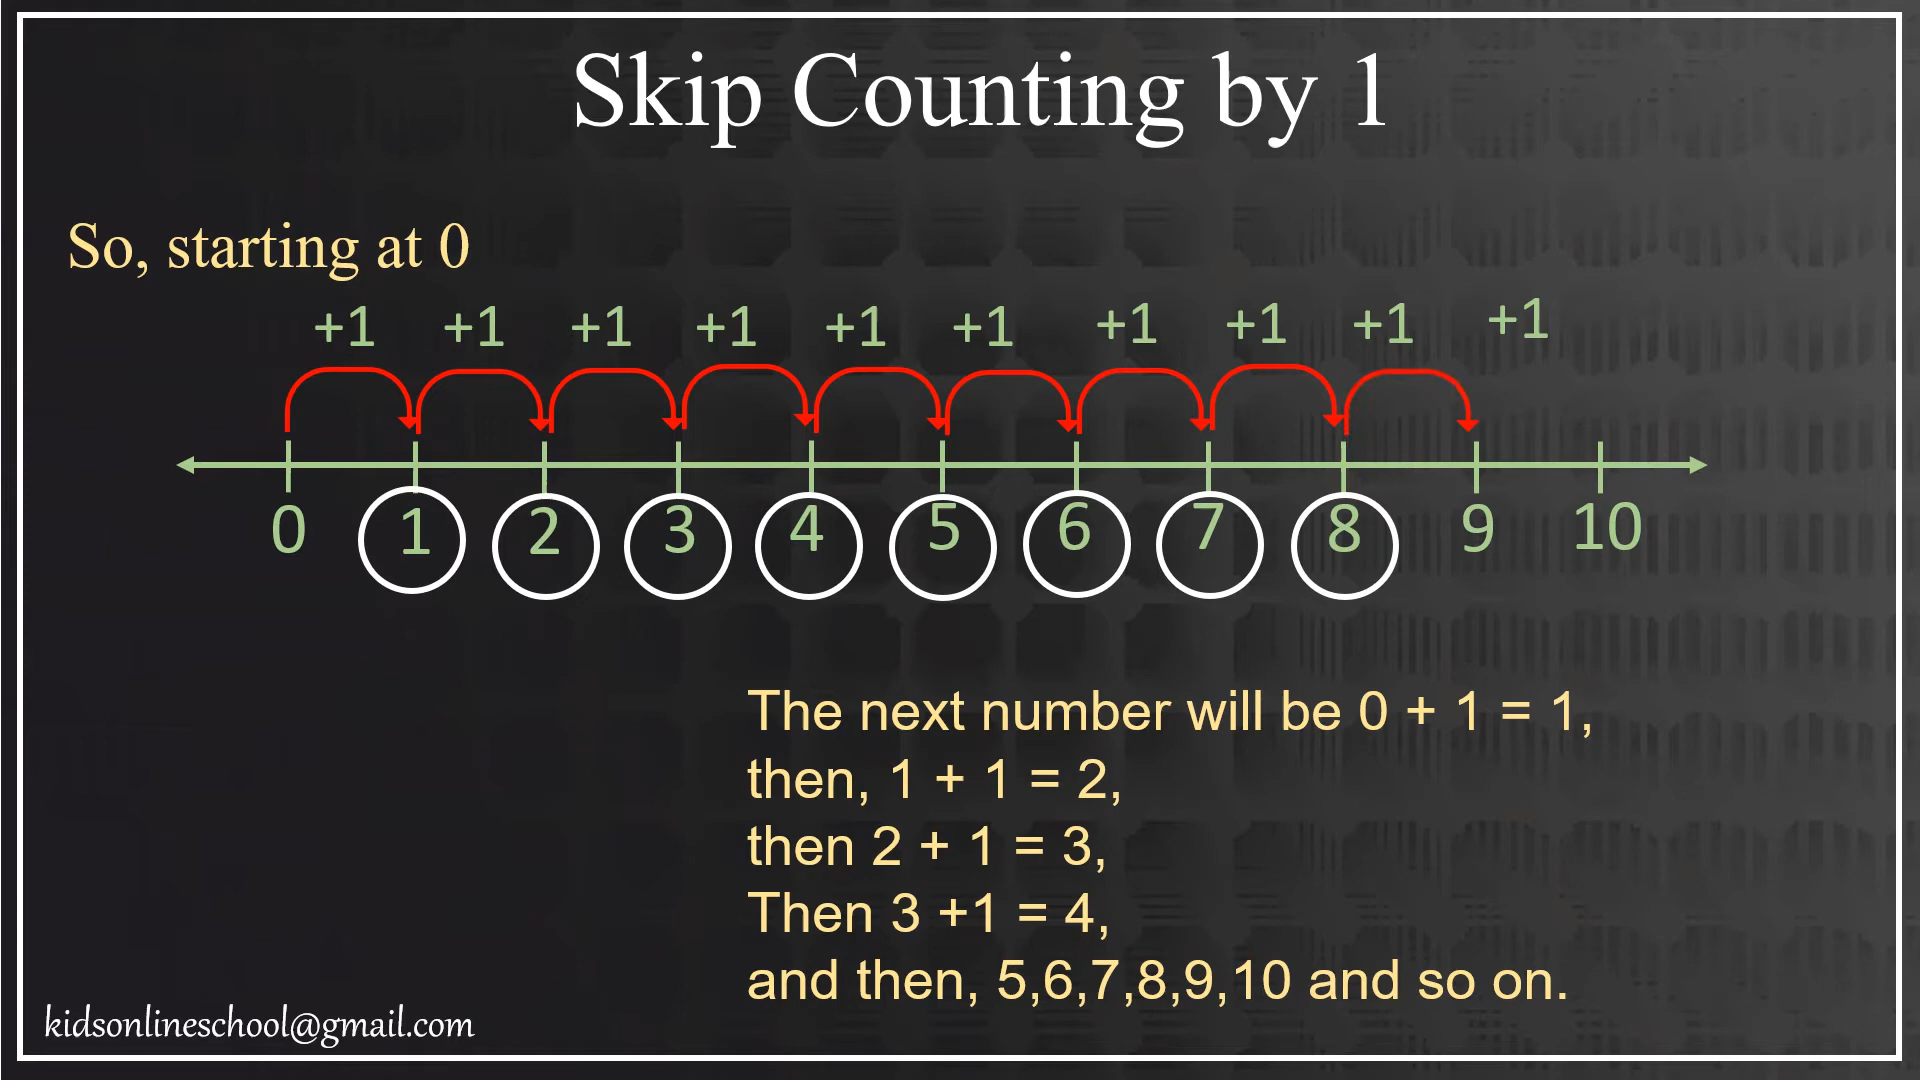 Skip Counting by 1
So, starting at 0
+1 +1 +1 +1 +1 +1 +1 +1 +1 +1
0 1 2 3 4 5 6 7 8 9 10
The next number will be 0 + 1 = 1,
then, 1 + 1 = 2,
then 2 + 1 = 3,
Then 3 +1 = 4,
and then, 5,6,7,8,9,10 and so on.
kidsonlineschool@gmail.com